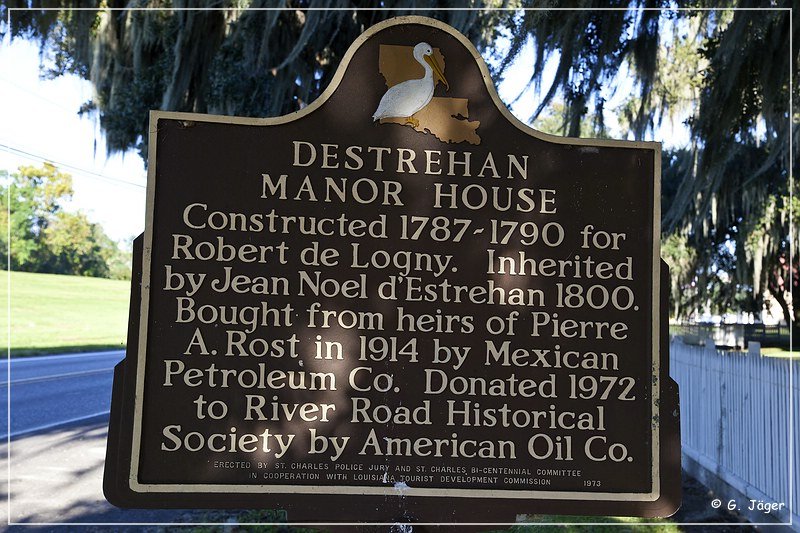 DESTREHAN
MANOR HOUSE
Constructed 1787-1790 for
Robert de Logny. Inherited
by Jean Noel d'Estrehan 1800.
Bought from heirs of Pierre
A. Rost in 1914 by Mexican
Petroleum Co. Donated 1972
to River Road Historical
Society by American Oil Co.
ERECTED BY ST. CHARLES POLICE JURY AND ST. CHARLES BI-CENTENNIAL COMMITTEE
IN COOPERATION WITH LOUISIANA TOURIST DEVELOPMENT COMMISSION 1973
© G. Jäger